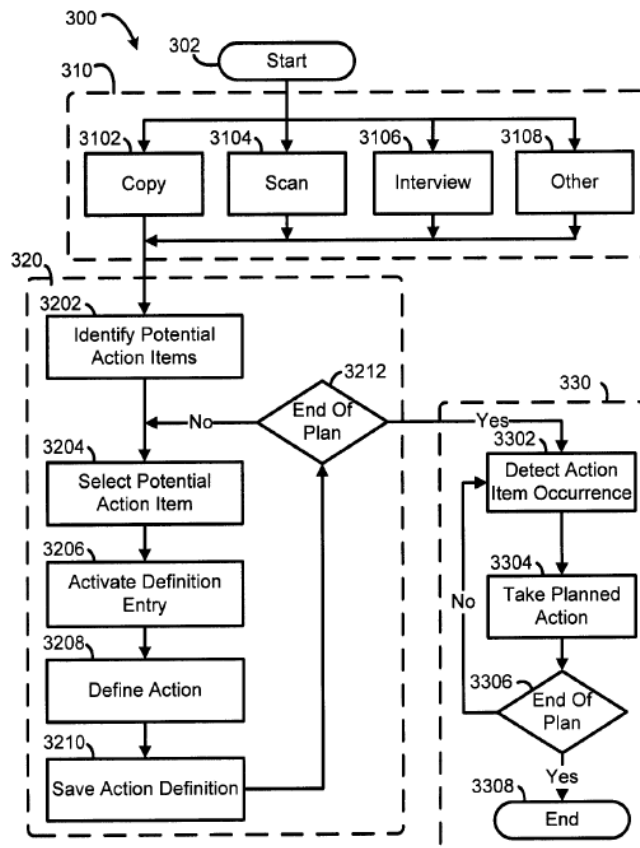 300
302
Start
310
3102
3104
3106
3108
Copy
Scan
Interview
Other
320
3202
Identify Potential
Action Items
3212
End Of
Plan
No
Yes
330
3204
Select Potential
Action Item
3302
Detect Action
Item Occurrence
3206
Activate Definition
Entry
3304
Take Planned
Action
No
3208
Define Action
3306
End Of
Plan
3210
Save Action Definition
Yes
3308
End